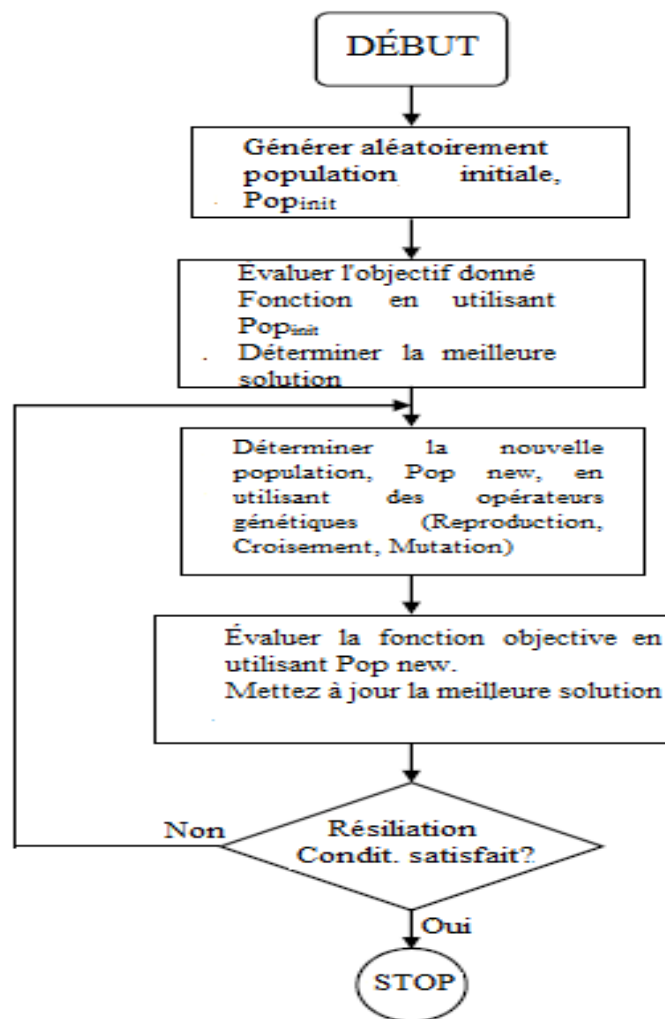 DÉBUT
Générer aléatoirement
population initiale,
Popinit
Évaluer l'objectif donné
Fonction en utilisant
Popinit
. Déterminer la meilleure
solution
Déterminer la nouvelle
population, Pop new, en
utilisant des opérateurs
génétiques (Reproduction,
Croisement, Mutation)
Évaluer la fonction objective en
utilisant Pop new.
Mettez à jour la meilleure solution
Non
Résiliation
Condit. satisfait?
Oui
STOP